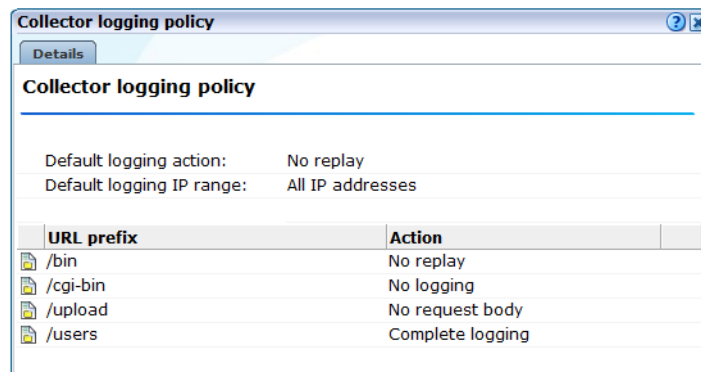 Collector logging policy
Details
Collector logging policy
Default logging action: No replay
Default logging IP range: All IP addresses
URL prefix Action
/bin No replay
/cgi-bin No logging
/upload No request body
/users Complete logging